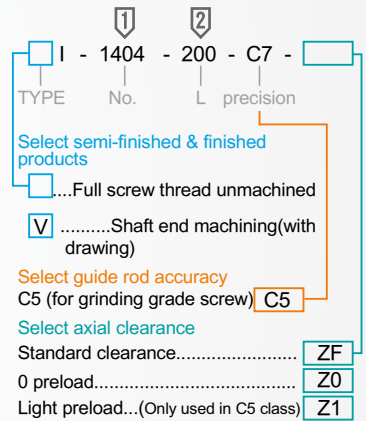 1 2
I - 1404 - 200 - C7 -
TYPE No. L precision
Select semi-finished & finished
products
....Full screw thread unmachined
V ..........Shaft end machining(with
drawing)
Select guide rod accuracy
C5 (for grinding grade screw) C5
Select axial clearance
Standard clearance........................ ZF
0 preload...................................... Z0
Light preload...(Only used in C5 class) Z1